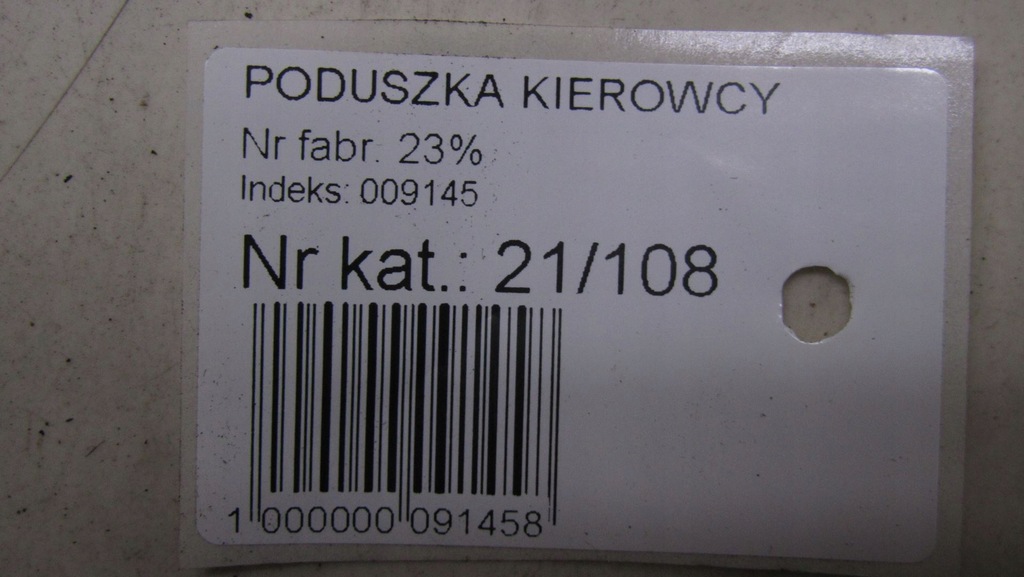 PODUSZKA KIEROWCY
Nr fabr. 23%
Indeks: 009145
Nr kat.: 21/108
1 000000 091458